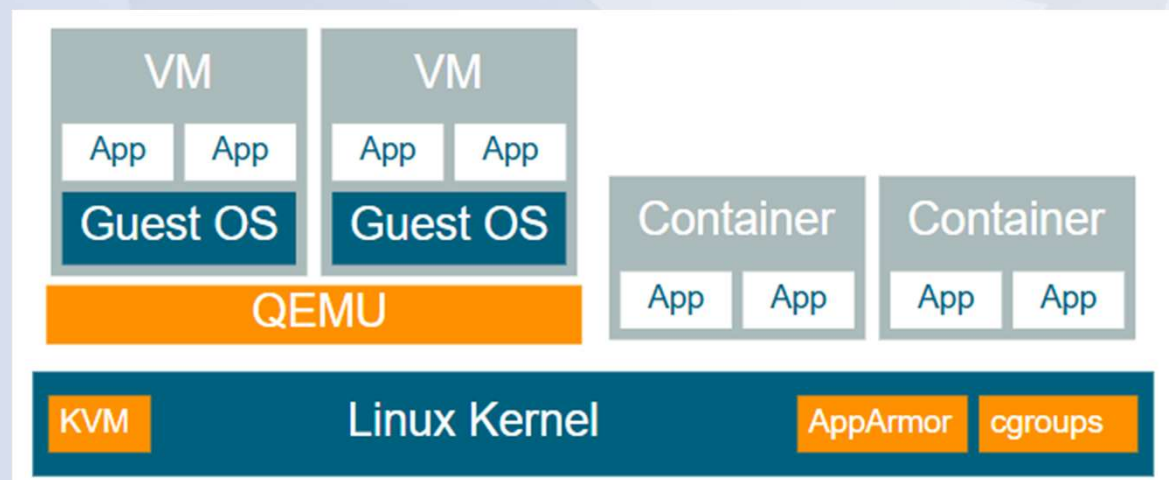 VM
VM
App App
App App
Guest OS
Guest OS
QEMU
Container
Container
App App
App App
KVM
Linux Kernel
AppArmor
cgroups